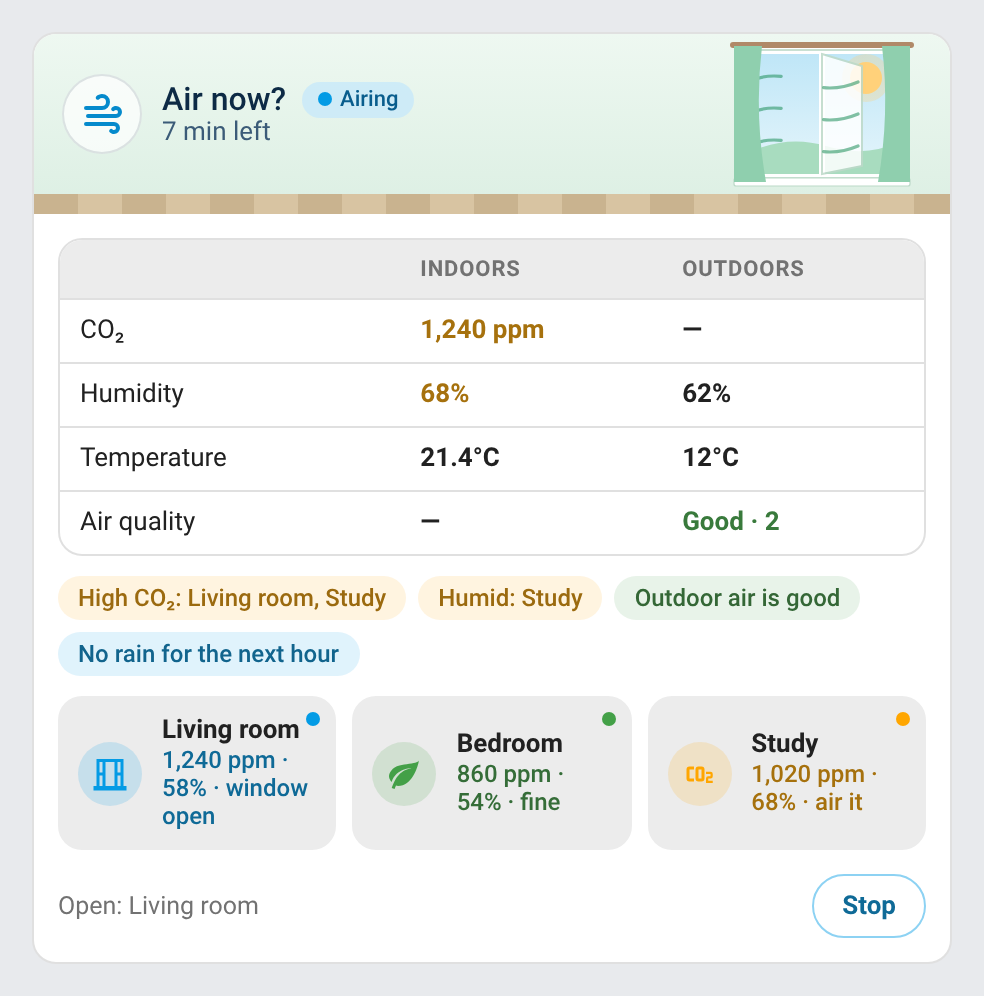 Air now?
Airing
7 min left
INDOORS
OUTDOORS
CO₂
1,240 ppm
—
Humidity
68%
62%
Temperature
21.4°C
12°C
Air quality
—
Good · 2
High CO₂: Living room, Study
Humid: Study
Outdoor air is good
No rain for the next hour
Living room
1,240 ppm ·
58% · window
open
Bedroom
860 ppm ·
54% · fine
CO₂
Study
1,020 ppm ·
68% · air it
Open: Living room
Stop